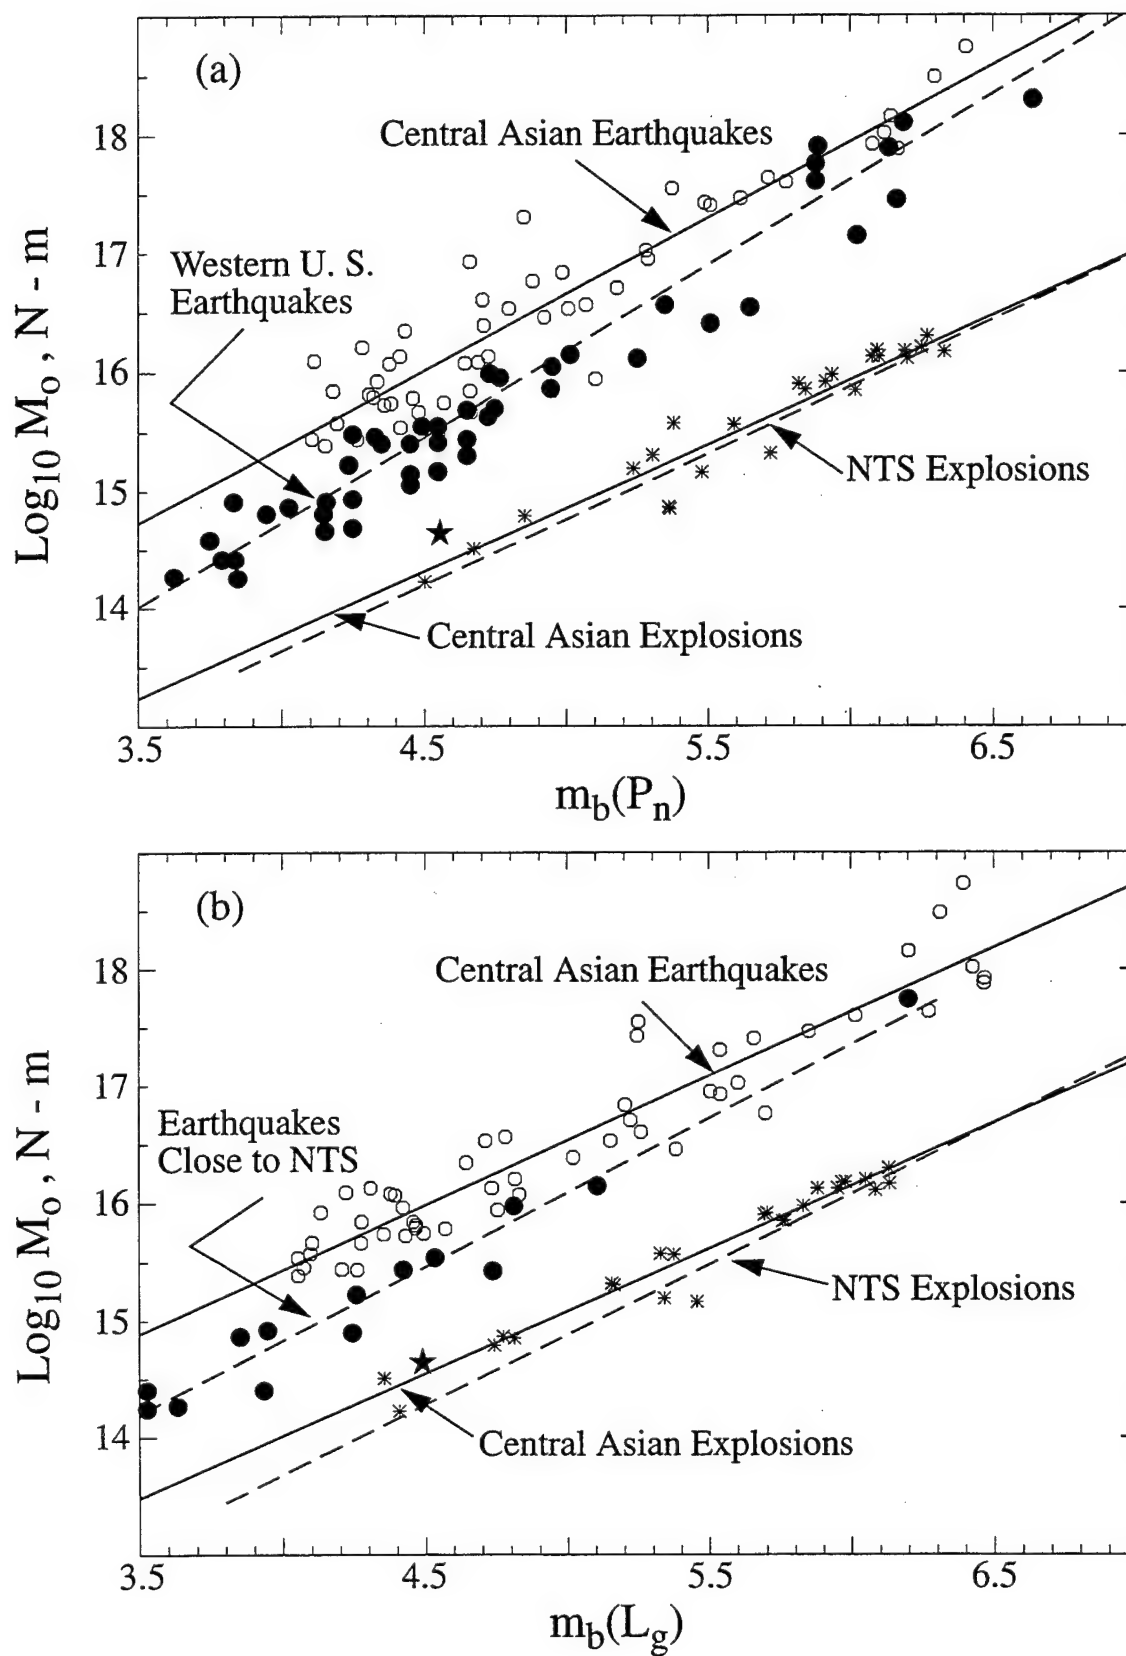 (a)
Central Asian Earthquakes
Western U. S.
Earthquakes
NTS Explosions
Central Asian Explosions
18
17
16
15
14
Log10 Mo, N - m
3.5
4.5
5.5
6.5
mb(Pn)
(b)
Central Asian Earthquakes
Earthquakes
Close to NTS
NTS Explosions
Central Asian Explosions
18
17
16
15
14
Log10 Mo, N - m
3.5
4.5
5.5
6.5
mb(Lg)